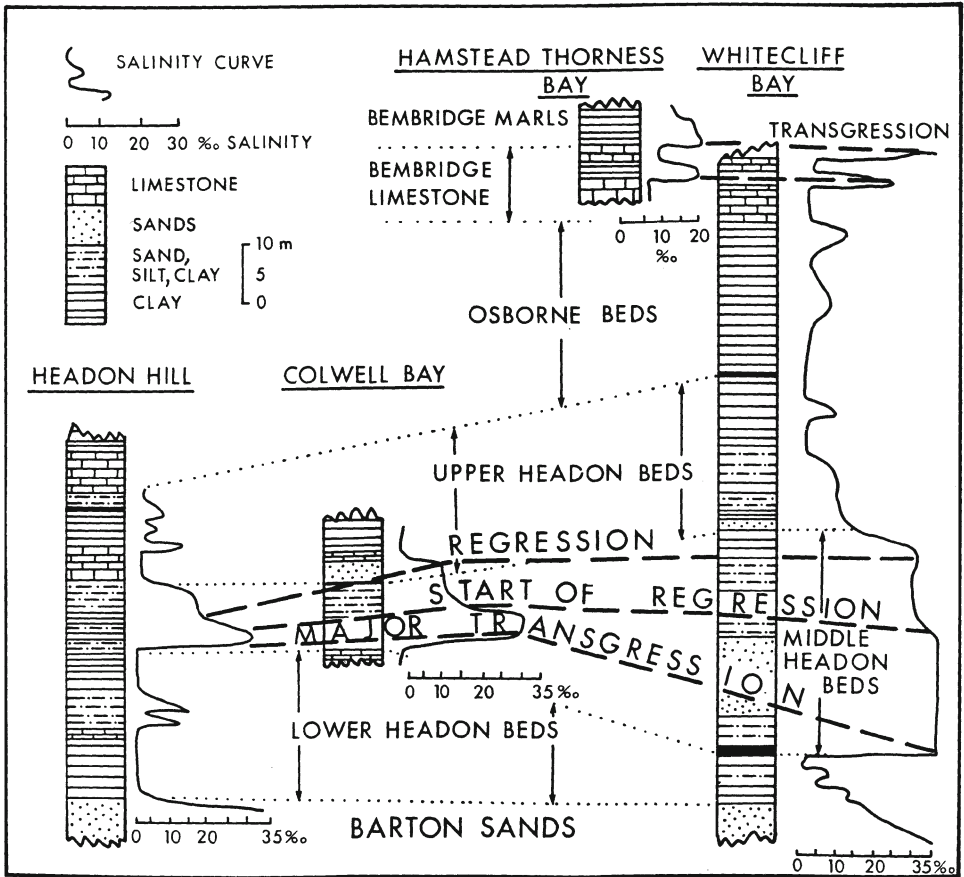 SALINITY CURVE
0 10 20 30 ‰ SALINITY
LIMESTONE
SANDS
SAND,
SILT, CLAY
CLAY
10 m
5
0
HAMSTEAD THORNESS
BAY
WHITECLIFF
BAY
BEMBRIDGE MARLS
BEMBRIDGE
LIMESTONE
TRANSGRESSION
0 10 20
‰
OSBORNE BEDS
HEADON HILL
COLWELL BAY
UPPER HEADON BEDS
REGRESSION
START OF REGRESSION
MAJOR TRANSGRESSION
MIDDLE
HEADON
BEDS
0 10 20 35‰
LOWER HEADON BEDS
0 10 20 35‰
BARTON SANDS
0 10 20 35‰